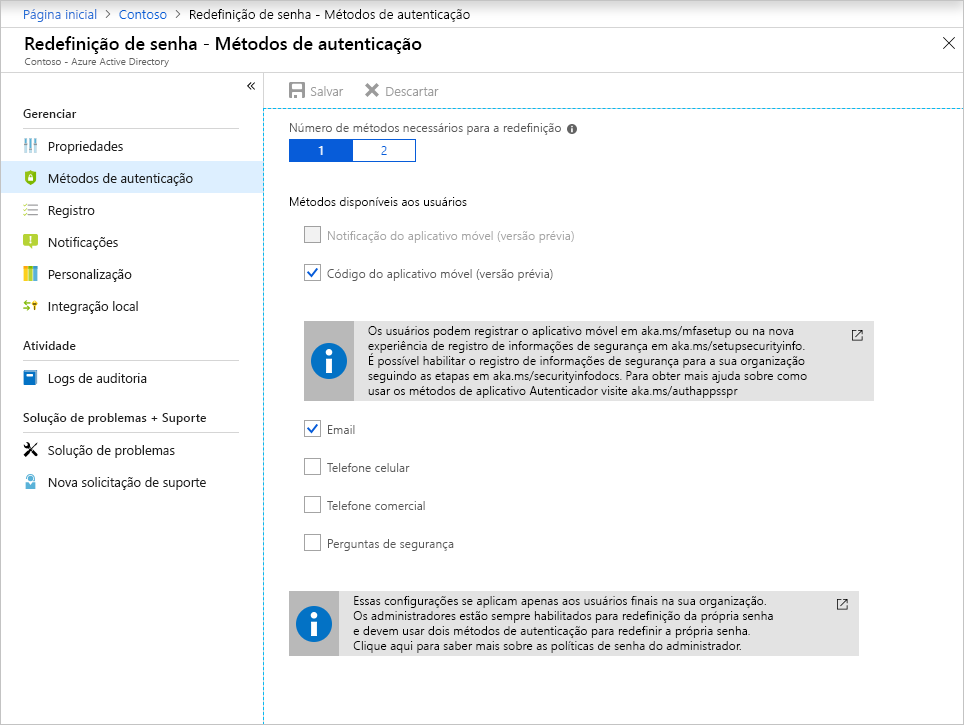 Página inicial > Contoso > Redefinição de senha - Métodos de autenticação
Redefinição de senha - Métodos de autenticação
Contoso - Azure Active Directory
«
Gerenciar
Propriedades
Métodos de autenticação
Registro
Notificações
Personalização
Integração local
Atividade
Logs de auditoria
Solução de problemas + Suporte
Solução de problemas
Nova solicitação de suporte
Salvar
Descartar
Número de métodos necessários para a redefinição
1
2
Métodos disponíveis aos usuários
Notificação do aplicativo móvel (versão prévia)
Código do aplicativo móvel (versão prévia)
Os usuários podem registrar o aplicativo móvel em aka.ms/mfasetup ou na nova
experiência de registro de informações de segurança em aka.ms/setupsecurityinfo.
É possível habilitar o registro de informações de segurança para a sua organização
seguindo as etapas em aka.ms/securityinfodocs. Para obter mais ajuda sobre como
usar os métodos de aplicativo Autenticador visite aka.ms/authappsspr
Email
Telefone celular
Telefone comercial
Perguntas de segurança
Essas configurações se aplicam apenas aos usuários finais na sua organização.
Os administradores estão sempre habilitados para redefinição da própria senha
e devem usar dois métodos de autenticação para redefinir a própria senha.
Clique aqui para saber mais sobre as políticas de senha do administrador.